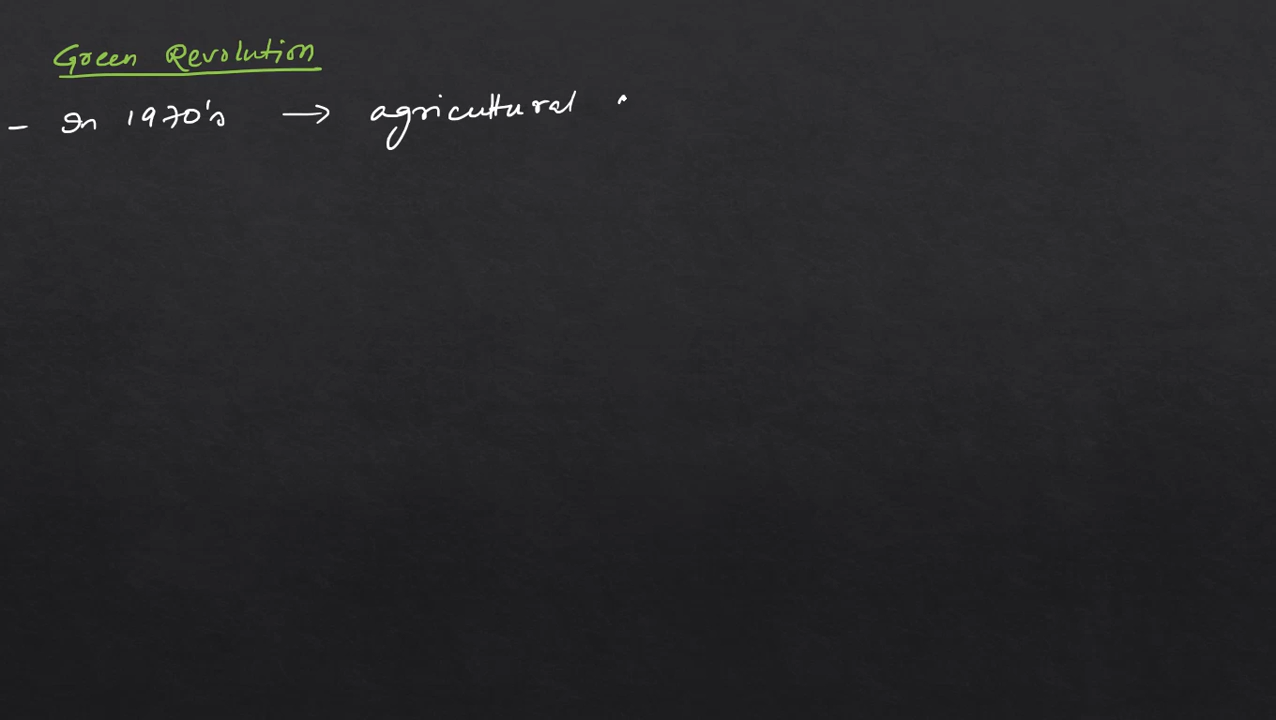 Green Revolution
- In 1970's → agricultural